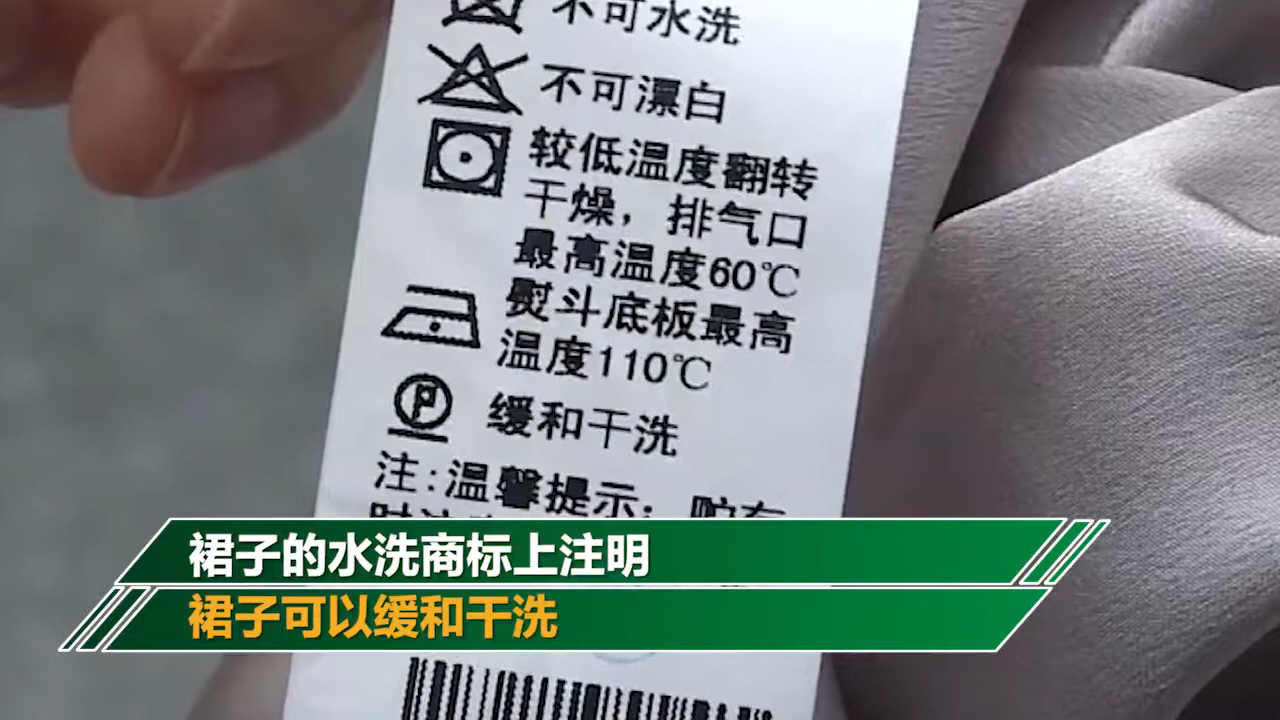 不可水洗
不可漂白
较低温度翻转
干燥，排气口
最高温度60℃
熨斗底板最高
温度110℃
P
缓和干洗
注:温馨提示:
裙子的水洗商标上注明
裙子可以缓和干洗